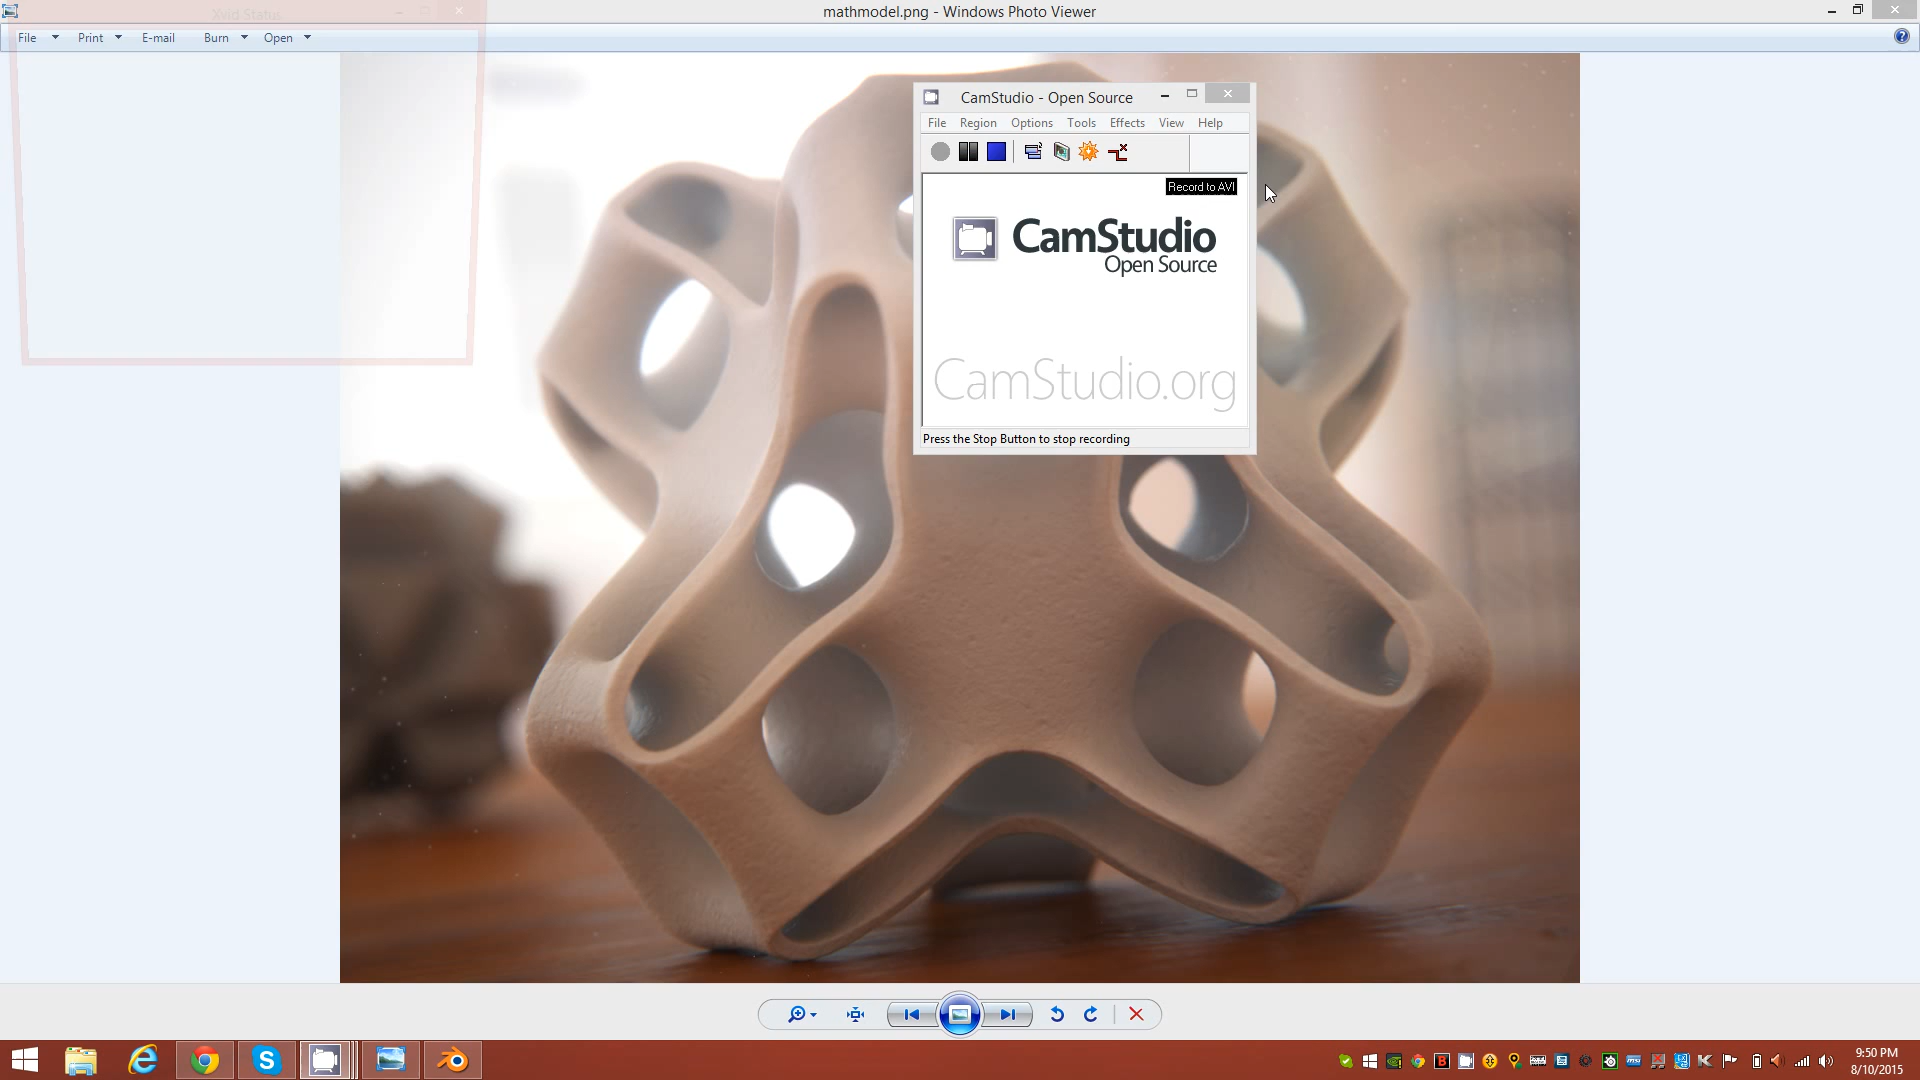 Xvid Status
mathmodel.png - Windows Photo Viewer
File Print E-mail Burn Open
CamStudio - Open Source
File Region Options Tools Effects View Help
Record to AVI
CamStudio
Open Source
CamStudio.org
Press the Stop Button to stop recording
9:50 PM
8/10/2015